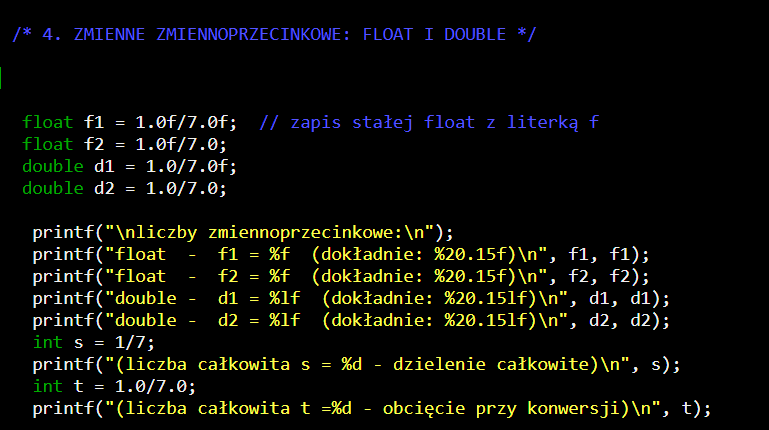 /* 4. ZMIENNE ZMIENNOPRZECINKOWE: FLOAT I DOUBLE */
float f1 = 1.0f/7.0f;  // zapis stałej float z literką f
float f2 = 1.0f/7.0;
double d1 = 1.0/7.0f;
double d2 = 1.0/7.0;
printf("\nliczby zmiennoprzecinkowe:\n");
printf("float  -  f1 = %f  (dokładnie: %20.15f)\n", f1, f1);
printf("float  -  f2 = %f  (dokładnie: %20.15f)\n", f2, f2);
printf("double -  d1 = %lf  (dokładnie: %20.15lf)\n", d1, d1);
printf("double -  d2 = %lf  (dokładnie: %20.15lf)\n", d2, d2);
int s = 1/7;
printf("(liczba całkowita s = %d - dzielenie całkowite)\n", s);
int t = 1.0/7.0;
printf("(liczba całkowita t =%d - obcięcie przy konwersji)\n", t);